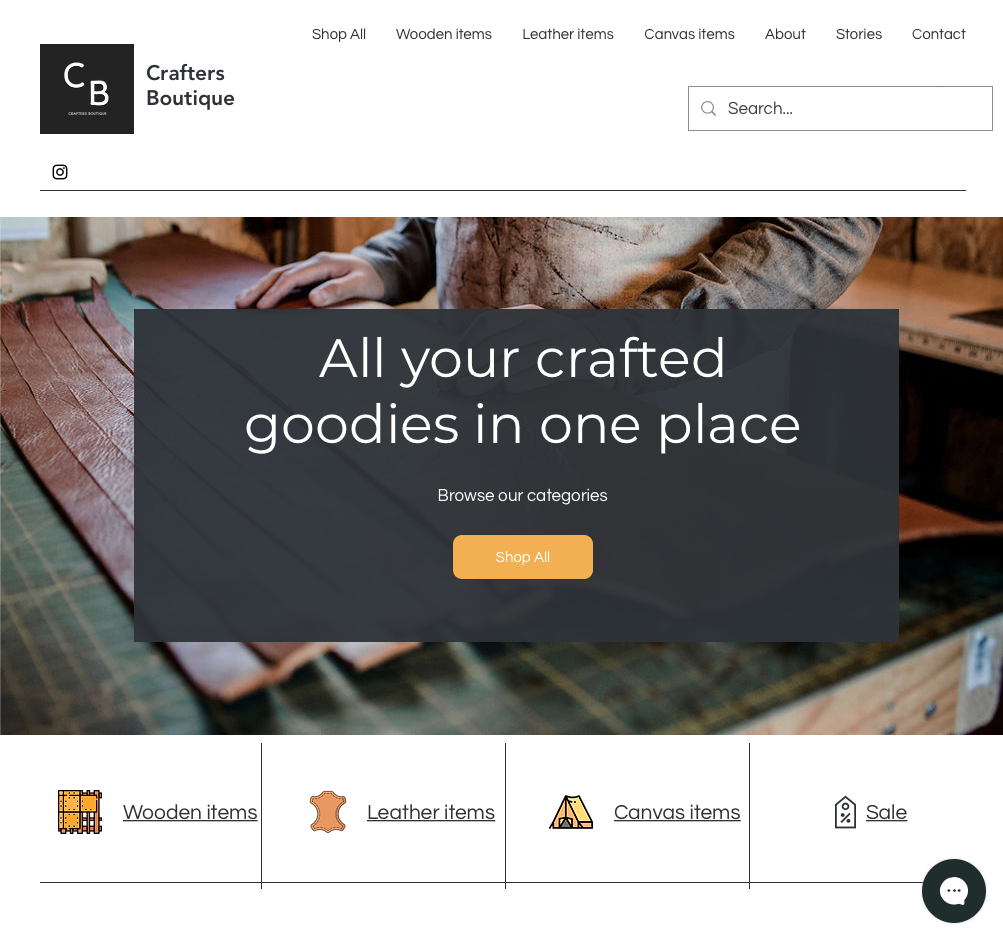 Shop All
Wooden items
Leather items
Canvas items
About
Stories
Contact
C
B
CRAFTERS BOUTIQUE
Crafters
Boutique
Search...
All your crafted
goodies in one place
Browse our categories
Shop All
Wooden items
Leather items
Canvas items
Sale